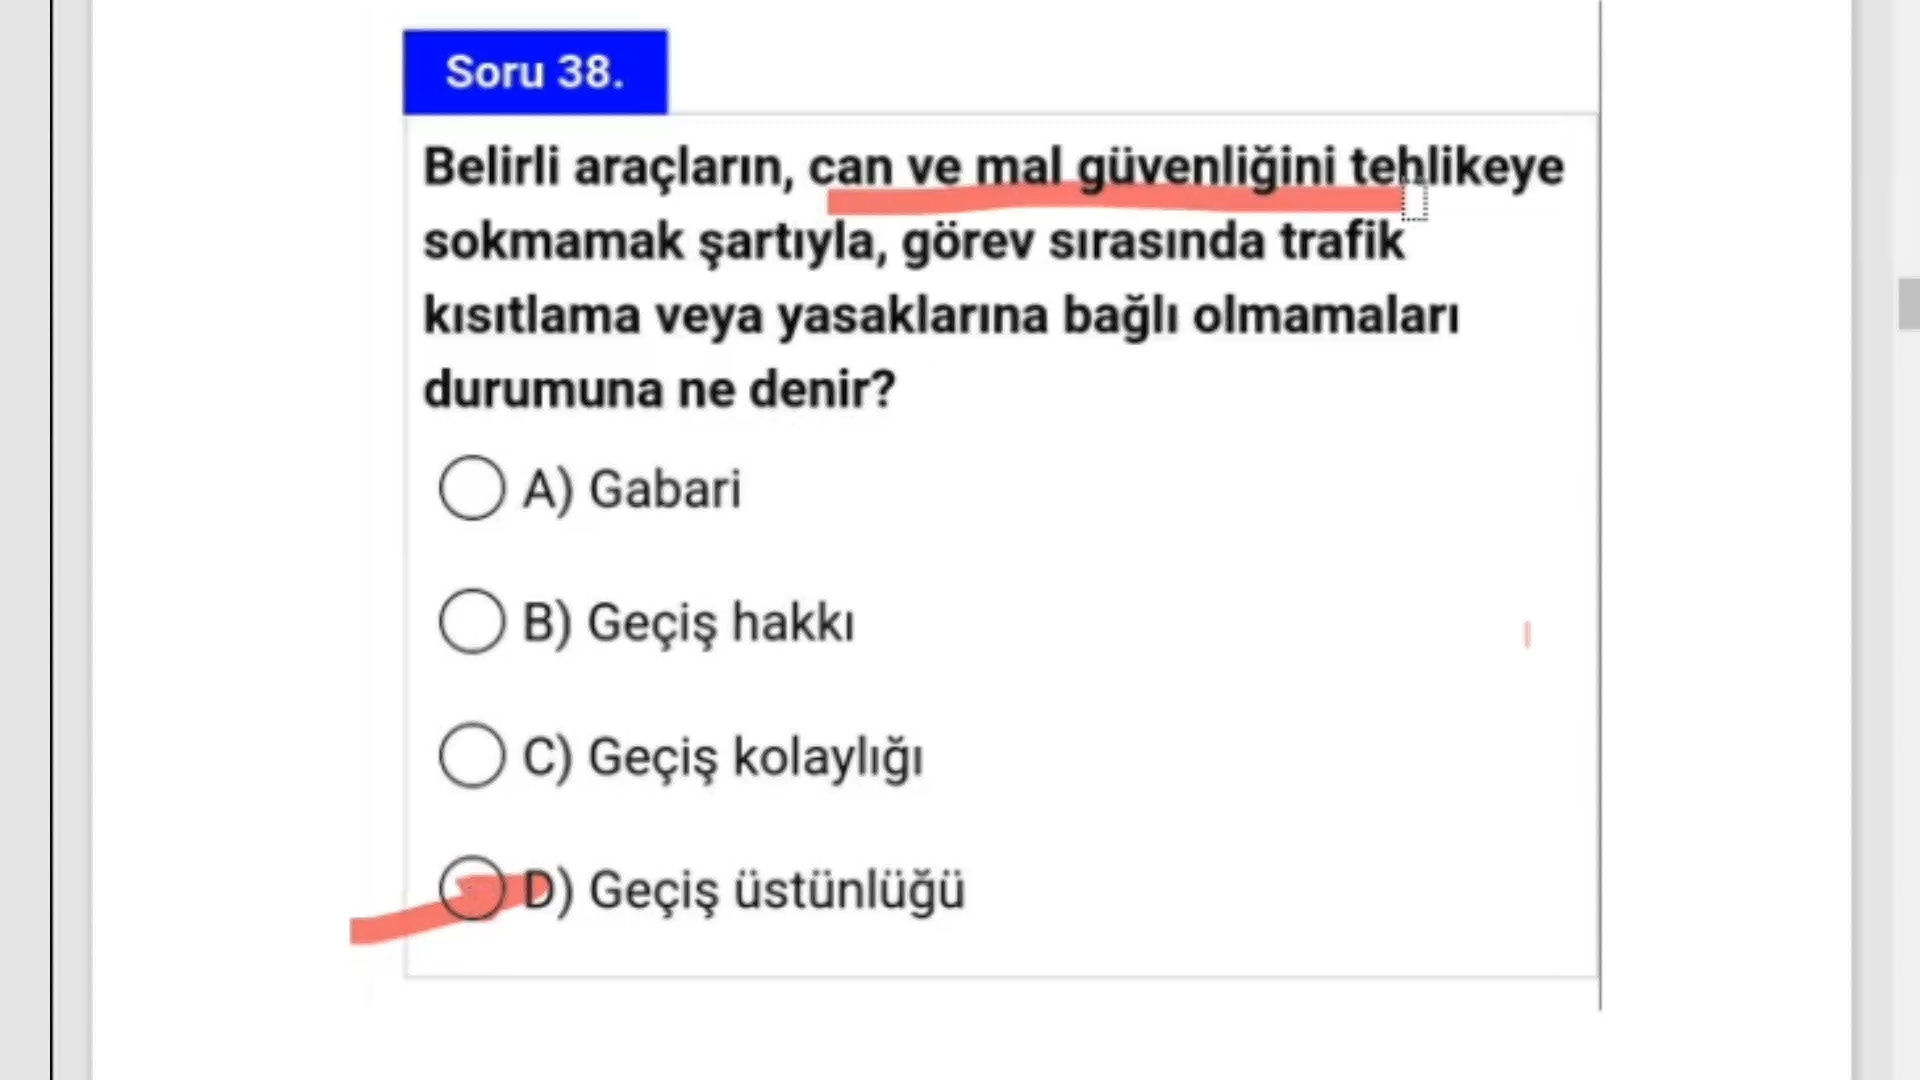 Soru 38.
Belirli araçların, can ve mal güvenliğini tehlikeye
sokmamak şartıyla, görev sırasında trafik
kısıtlama veya yasaklarına bağlı olmamaları
durumuna ne denir?
A) Gabari
B) Geçiş hakkı
C) Geçiş kolaylığı
D) Geçiş üstünlüğü